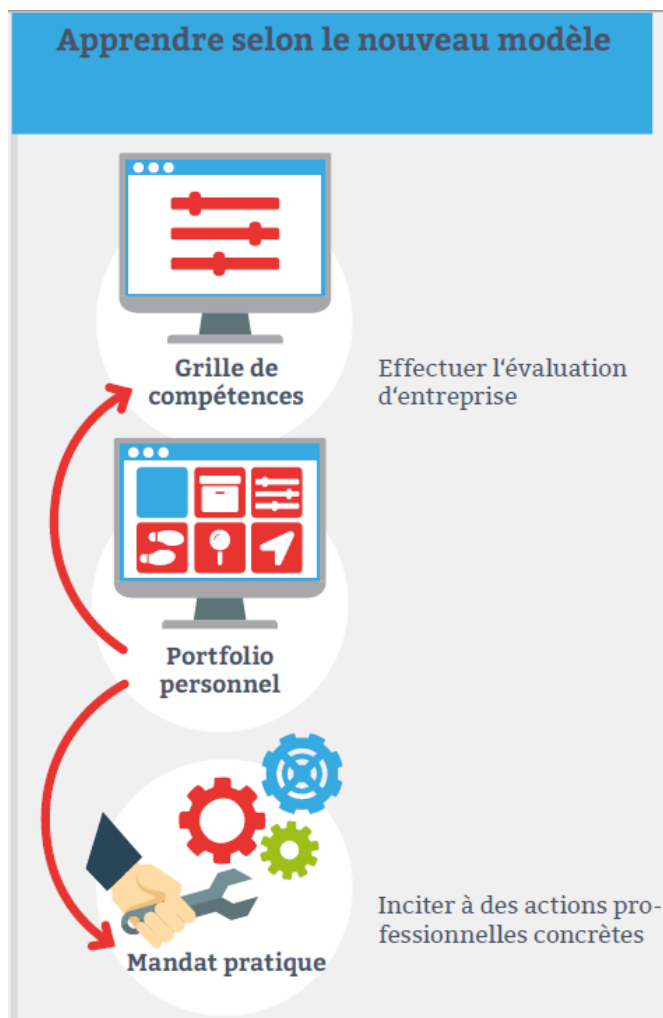 Apprendre selon le nouveau modèle
Grille de
compétences
Effectuer l‘évaluation
d‘entreprise
Portfolio
personnel
Inciter à des actions pro-
fessionnelles concrètes
Mandat pratique